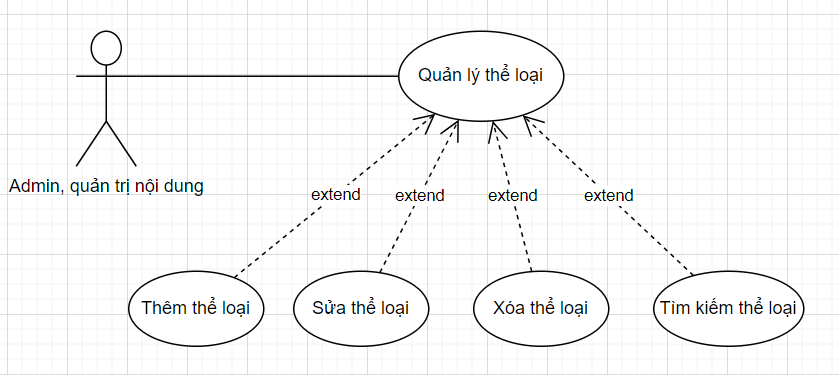 Quản lý thể loại
Admin, quản trị nội dung
extend
extend
extend
extend
Thêm thể loại
Sửa thể loại
Xóa thể loại
Tìm kiếm thể loại